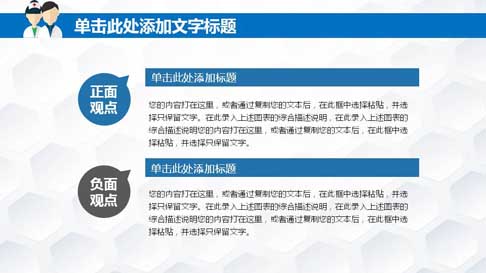 单击此处添加文字标题
正面
观点
单击此处添加标题
您的内容打在这里，或者通过复制您的文本后，在此框中选择粘贴，并选
择只保留文字。在此录入上述图表的综合描述说明，在此录入上述图表的
综合描述说明您的内容打在这里，或者通过复制您的文本后，在此框中选
择粘贴，并选择只保留文字。
负面
观点
单击此处添加标题
您的内容打在这里，或者通过复制您的文本后，在此框中选择粘贴，并选
择只保留文字。在此录入上述图表的综合描述说明，在此录入上述图表的
综合描述说明您的内容打在这里，或者通过复制您的文本后，在此框中选
择粘贴，并选择只保留文字。